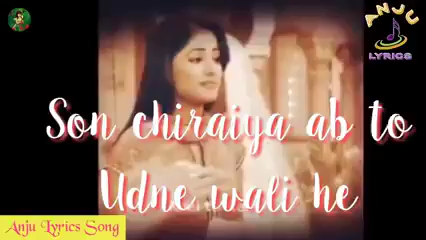 ANJU
LYRICS
Son chiraiya ab to
Udne wali he
Anju Lyrics Song